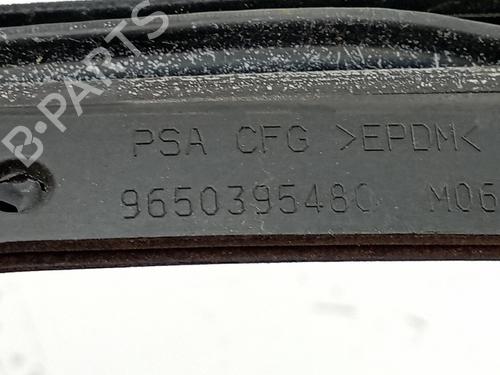 PSA CFG >EPDM<
9650395480 M06
B-PARTS